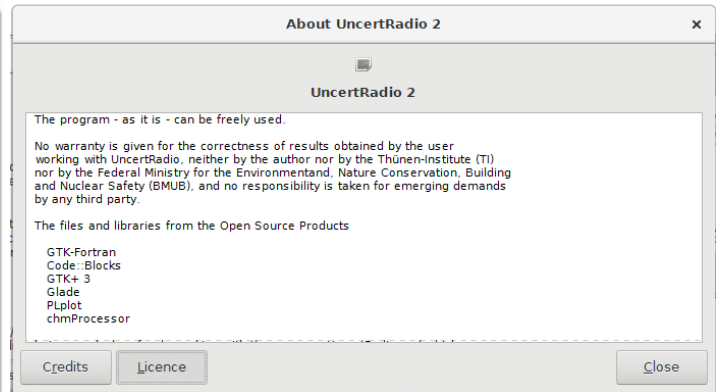 About UncertRadio 2
×
UncertRadio 2
The program - as it is - can be freely used.
No warranty is given for the correctness of results obtained by the user
working with UncertRadio, neither by the author nor by the Thünen-Institute (TI)
nor by the Federal Ministry for the Environmentand, Nature Conservation, Building
and Nuclear Safety (BMUB), and no responsibility is taken for emerging demands
by any third party.
The files and libraries from the Open Source Products
GTK-Fortran
Code::Blocks
GTK+ 3
Glade
PLplot
chmProcessor
Credits
Licence
Close